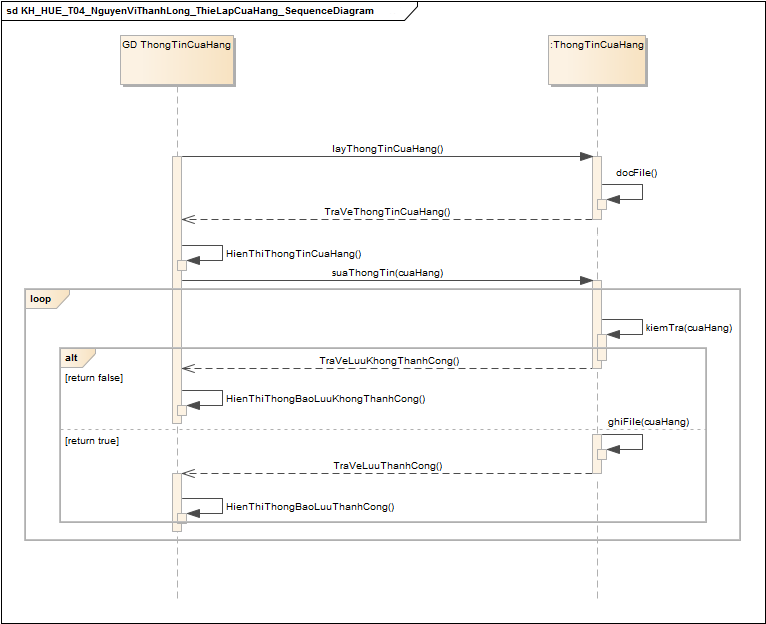 sd KH_HUE_T04_NguyenViThanhLong_ThieLapCuaHang_SequenceDiagram
GD ThongTinCuaHang
:ThongTinCuaHang
layThongTinCuaHang()
docFile()
TraVeThongTinCuaHang()
HienThiThongTinCuaHang()
suaThongTin(cuaHang)
loop
kiemTra(cuaHang)
alt
TraVeLuuKhongThanhCong()
[return false]
HienThiThongBaoLuuKhongThanhCong()
ghiFile(cuaHang)
[return true]
TraVeLuuThanhCong()
HienThiThongBaoLuuThanhCong()